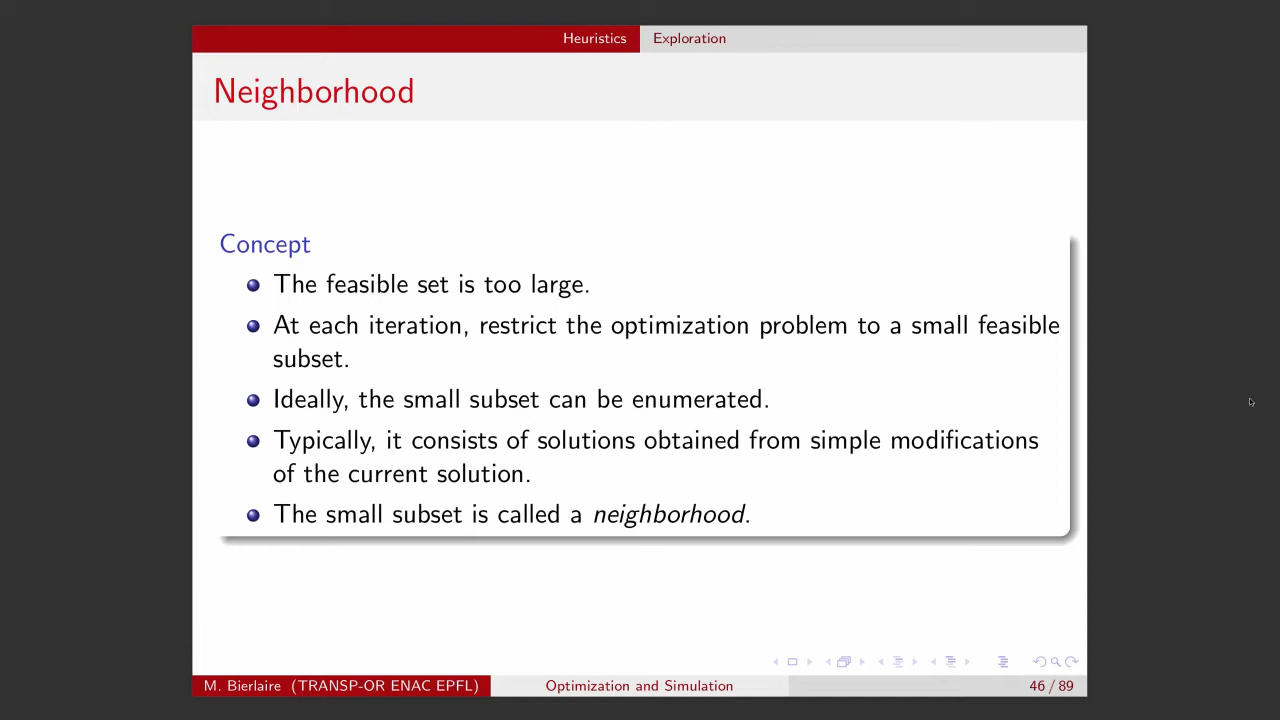 Heuristics Exploration
Neighborhood
Concept
The feasible set is too large.
At each iteration, restrict the optimization problem to a small feasible
subset.
Ideally, the small subset can be enumerated.
Typically, it consists of solutions obtained from simple modifications
of the current solution.
The small subset is called a neighborhood.
M. Bierlaire (TRANSP-OR ENAC EPFL) Optimization and Simulation 46 / 89